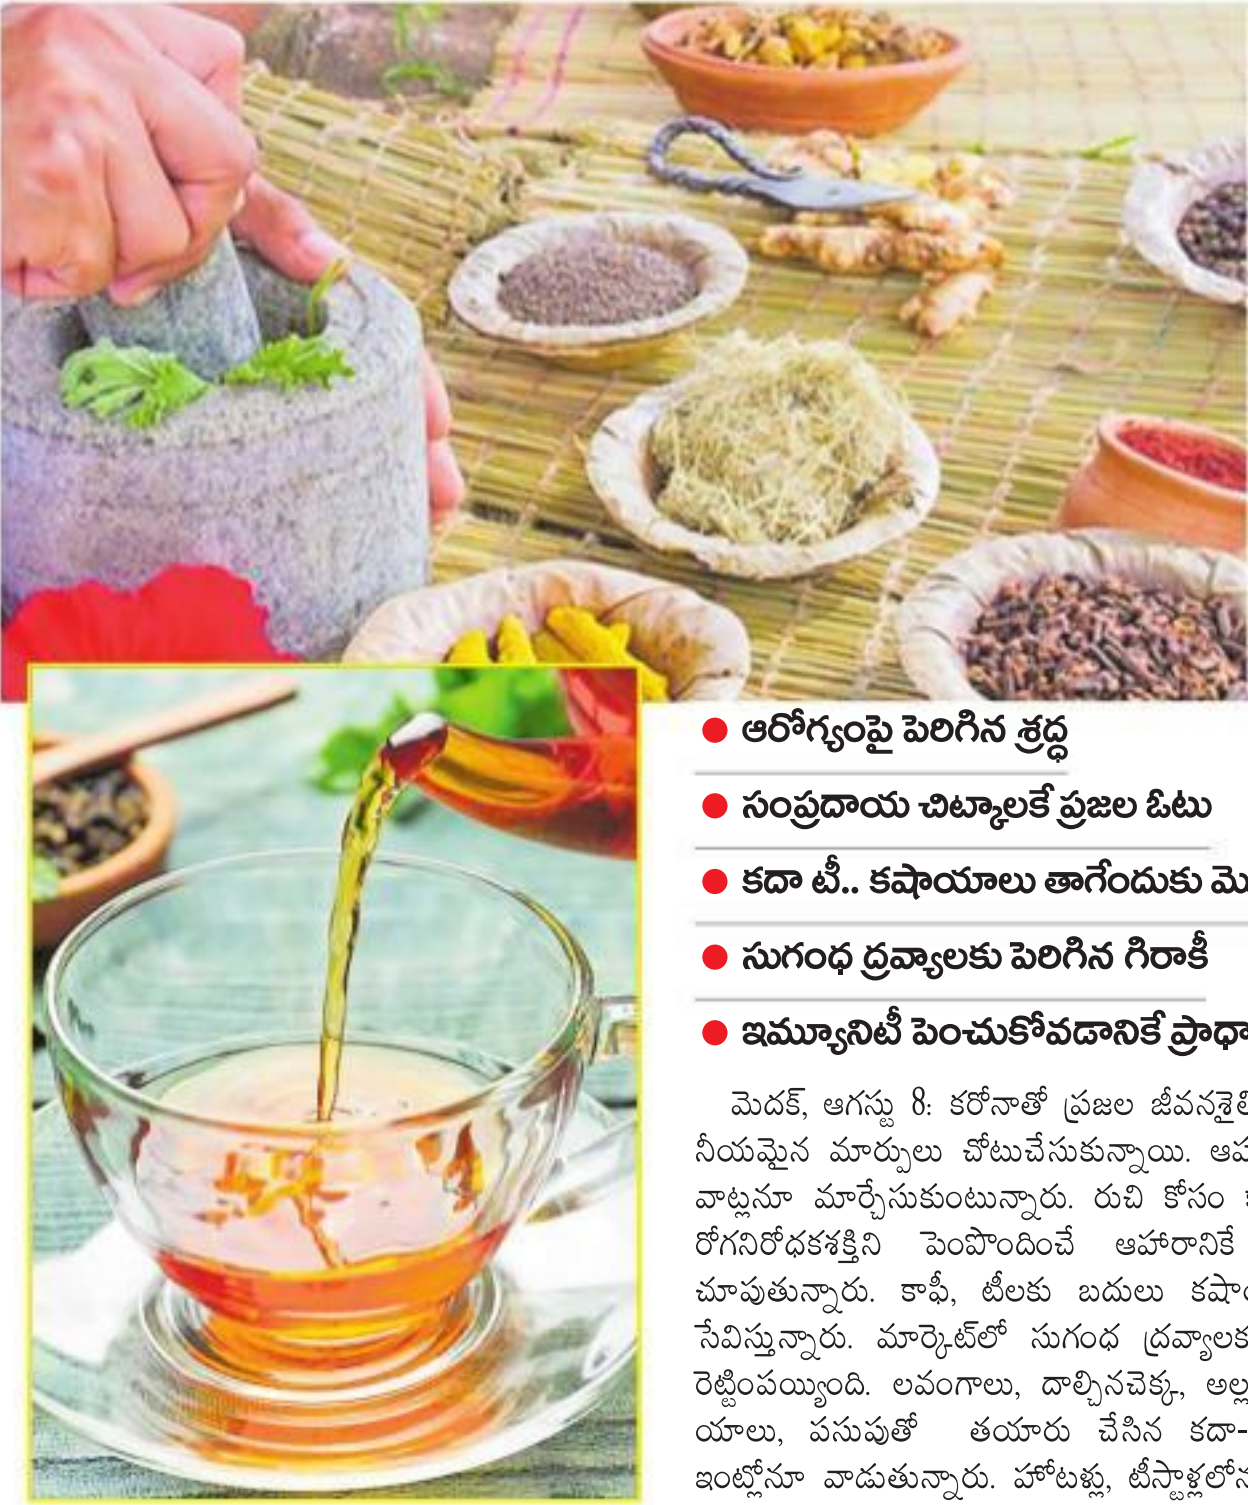 ● ఆరోగ్యంపై పెరిగిన శ్రద్ధ
● సంప్రదాయ చిట్కాలకే ప్రజల ఓటు
● కదా టీ.. కషాయాలు తాగేందుకు
● సుగంధ ద్రవ్యాలకు పెరిగిన గిరాకీ
● ఇమ్యూనిటీ పెంచుకోవడానికే
మెదక్, ఆగస్టు 8: కరోనాతో ప్రజల
నీయమైన మార్పులు చోటుచేసుకున్నాయి.
వాట్లనూ మార్చేసుకుంటున్నారు. రుచి కోసం
రోగనిరోధకశక్తిని పెంపొందించే ఆహారానికే
చూపుతున్నారు. కాఫీ, టీలకు బదులు
సేవిస్తున్నారు. మార్కెట్‌లో సుగంధ
రెట్టింపయ్యింది. లవంగాలు, దాల్చినచెక్క,
యాలు, పసుపుతో తయారు చేసిన కదా-
ఇంట్లోనూ వాడుతున్నారు. హోటళ్లు,